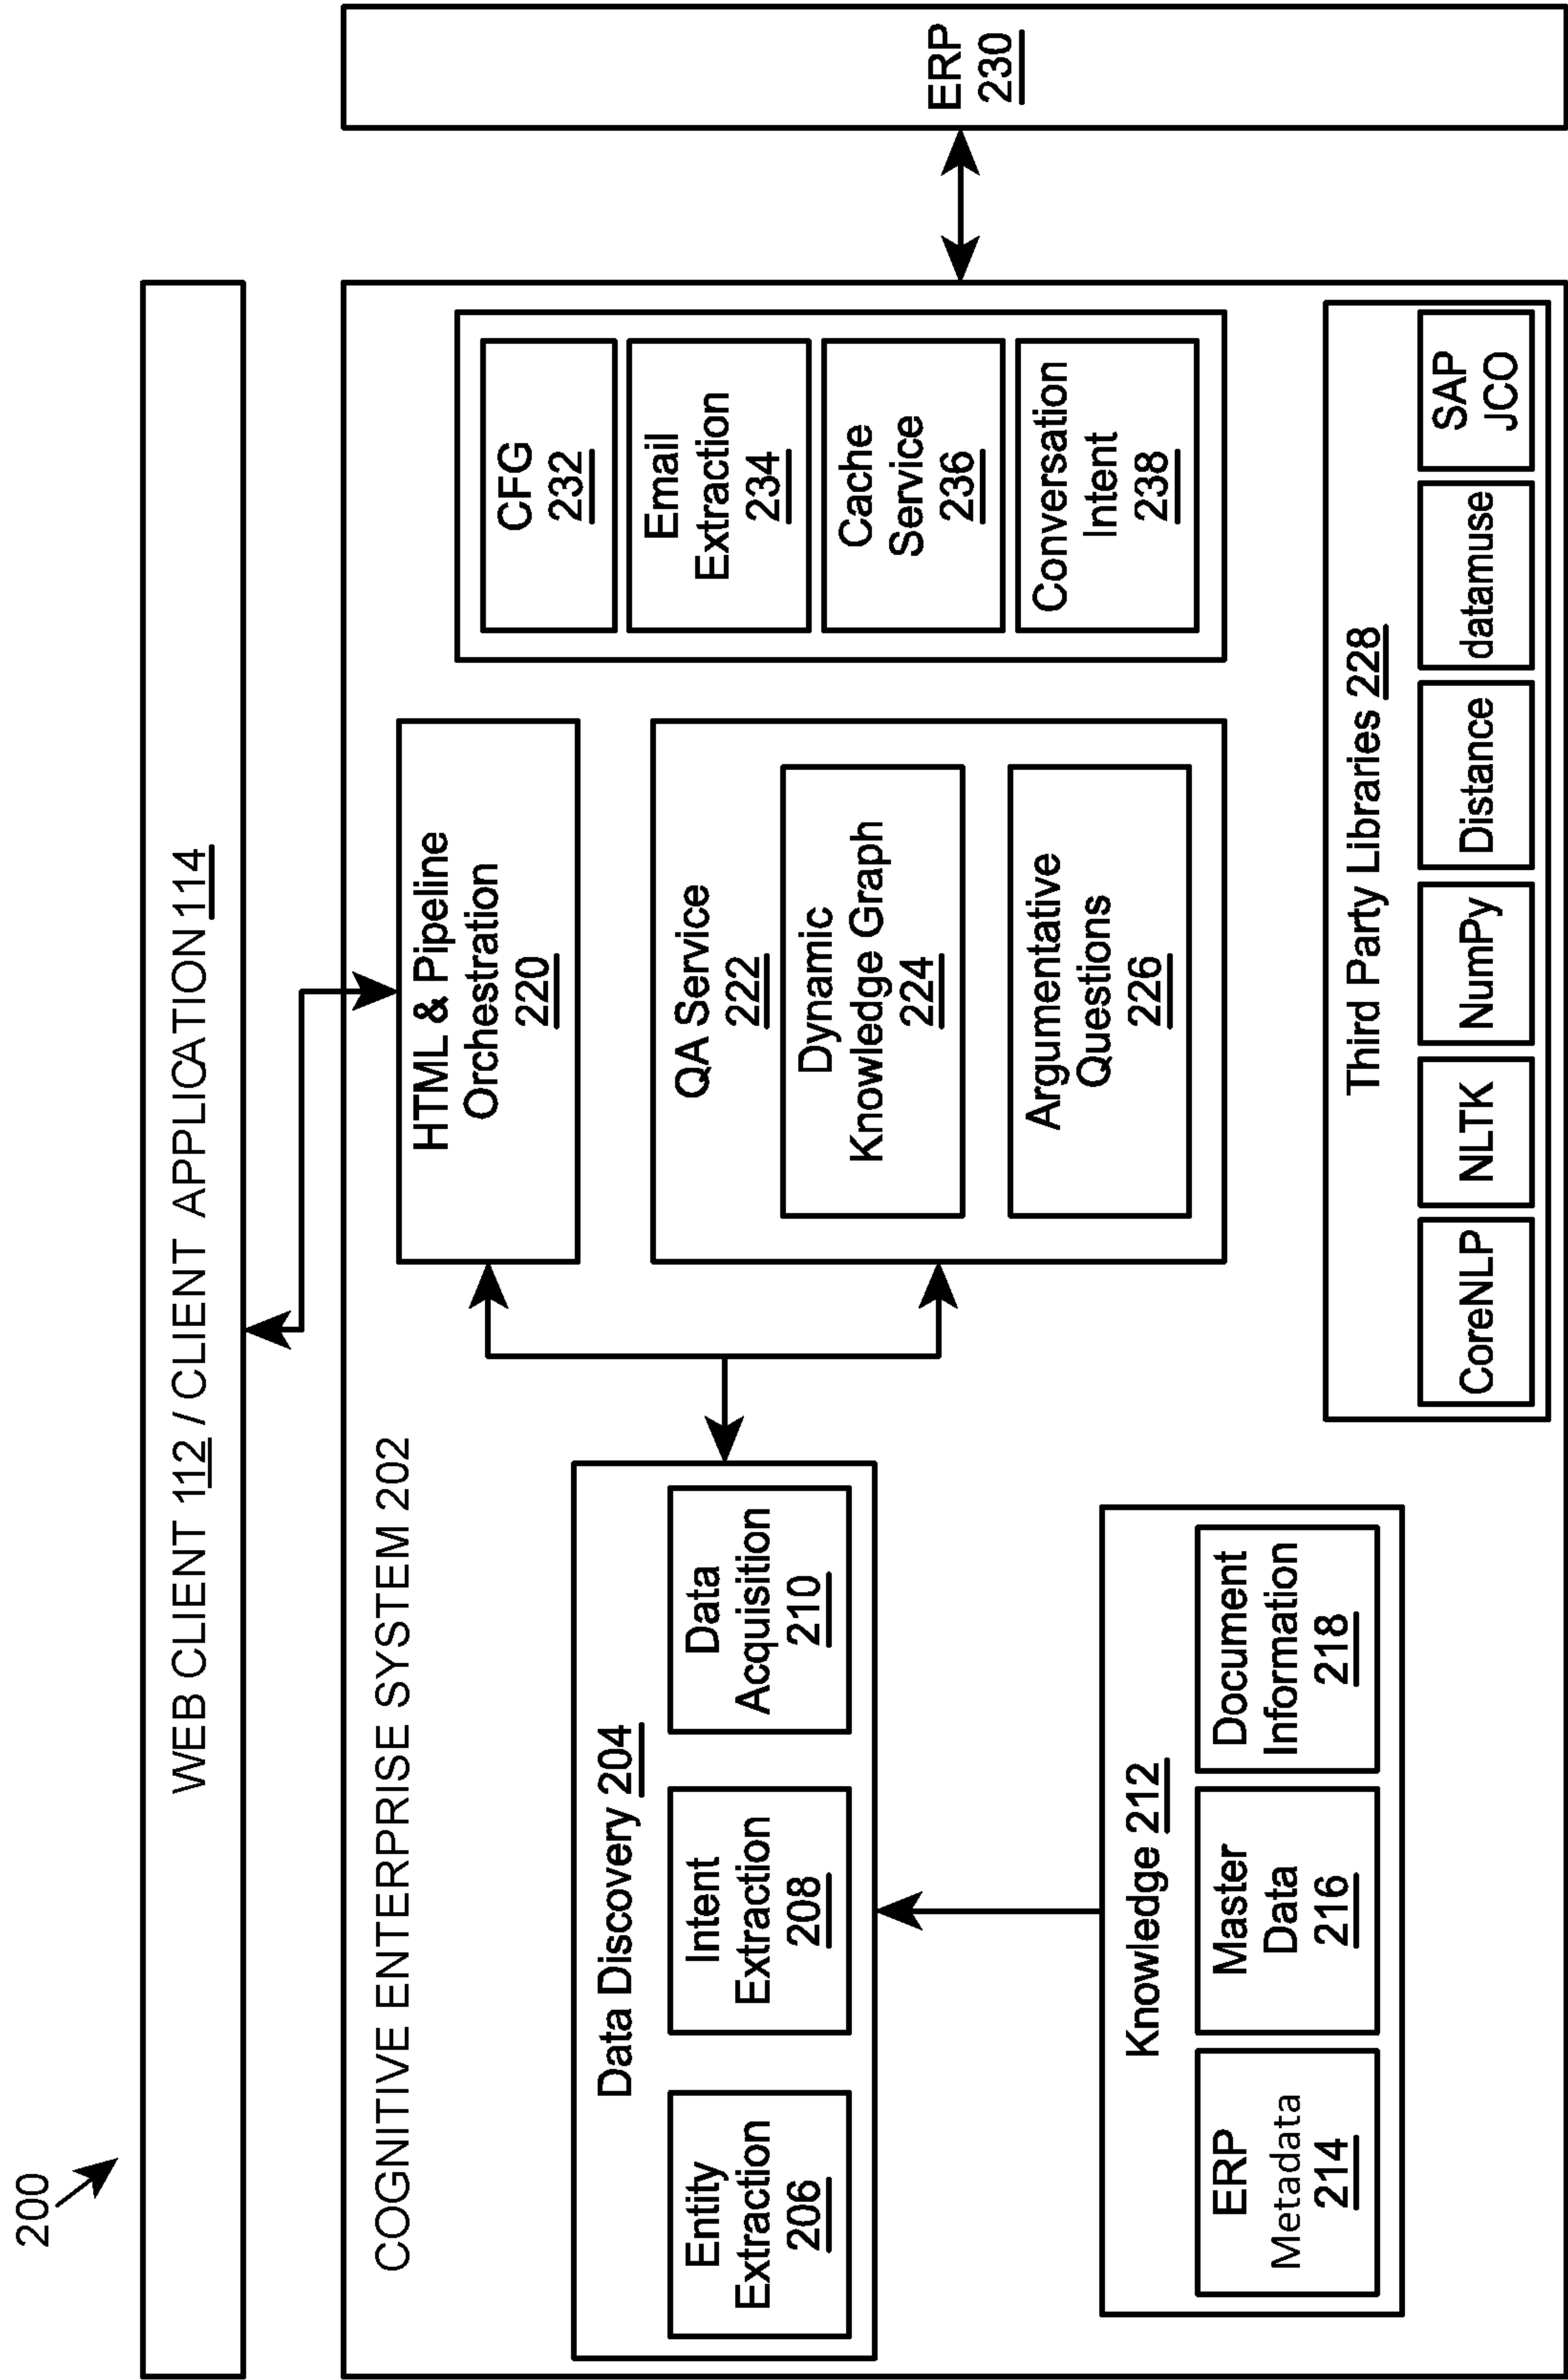 200
WEB CLIENT 112 / CLIENT APPLICATION 114
COGNITIVE ENTERPRISE SYSTEM 202
Data Discovery 204
Entity
Extraction
206
Intent
Extraction
208
Data
Acquisition
210
Knowledge 212
ERP
Metadata
214
Master
Data
216
Document
Information
218
HTML & Pipeline
Orchestration
220
QA Service
222
Dynamic
Knowledge Graph
224
Argumentative
Questions
226
CFG
232
Email
Extraction
234
Cache
Service
236
Conversation
Intent
238
Third Party Libraries 228
CoreNLP
NLTK
NumPy
Distance
datamuse
SAP
JCO
ERP
230